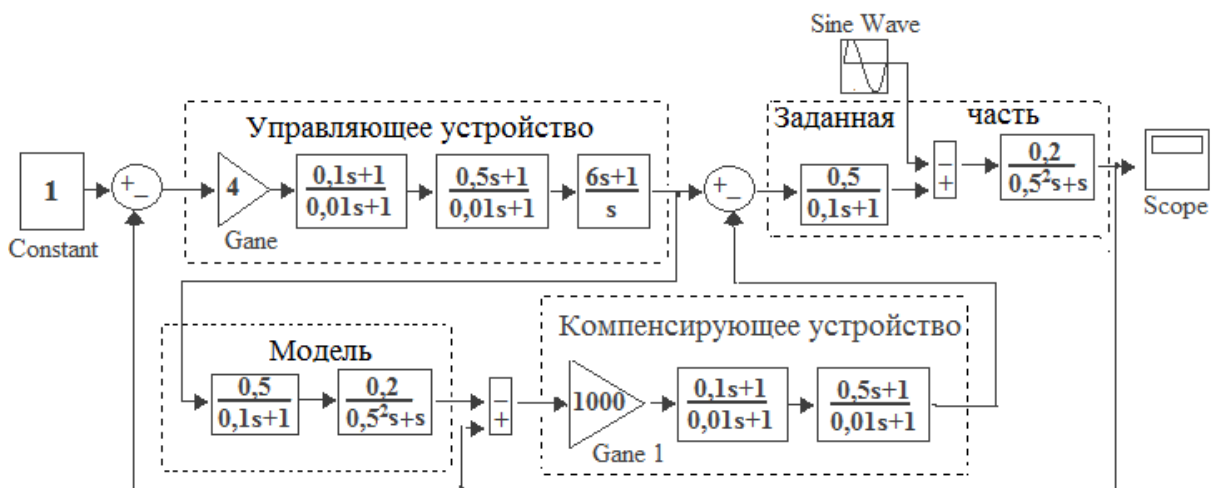 Sine Wave
Управляющее устройство
Заданная часть
1
+
−
4
0,1s+1
0,01s+1
0,5s+1
0,01s+1
6s+1
s
+
−
0,5
0,1s+1
−
+
0,2
0,5²s+s
Constant
Gane
Scope
Модель
Компенсирующее устройство
0,5
0,1s+1
0,2
0,5²s+s
−
+
1000
0,1s+1
0,01s+1
0,5s+1
0,01s+1
Gane 1